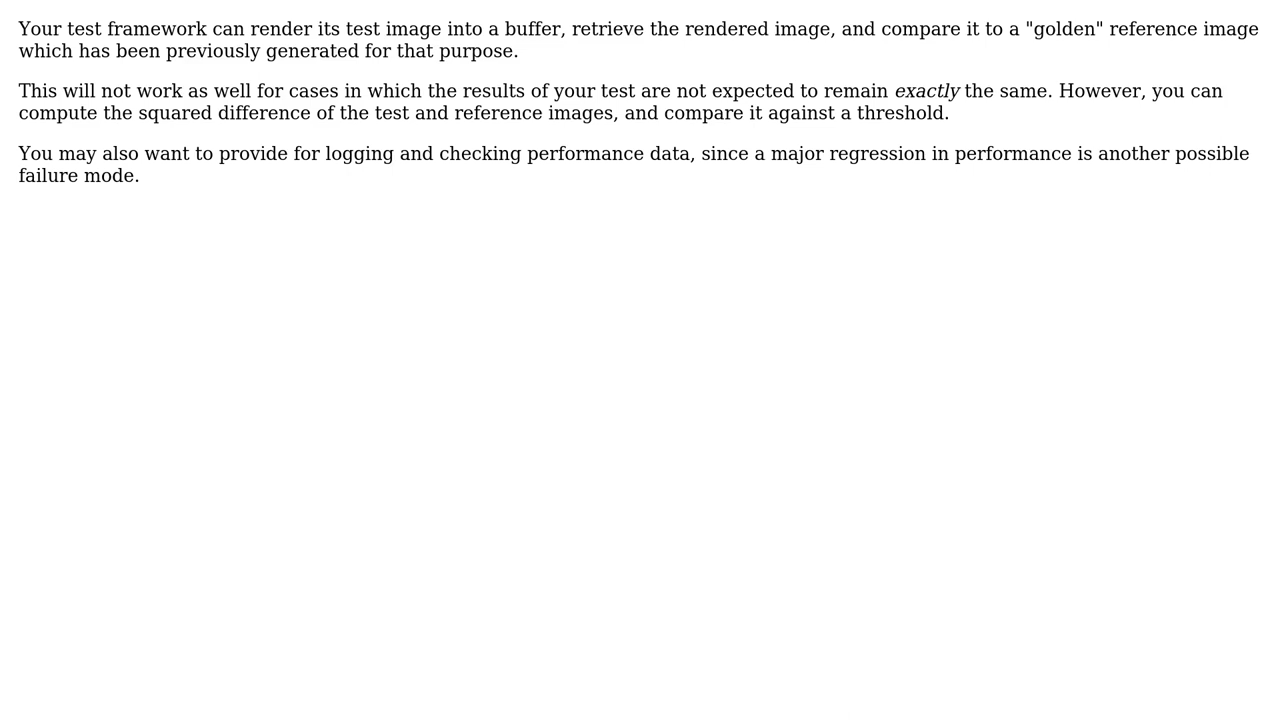 Your test framework can render its test image into a buffer, retrieve the rendered image, and compare it to a "golden" reference image
which has been previously generated for that purpose.
This will not work as well for cases in which the results of your test are not expected to remain exactly the same. However, you can
compute the squared difference of the test and reference images, and compare it against a threshold.
You may also want to provide for logging and checking performance data, since a major regression in performance is another possible
failure mode.